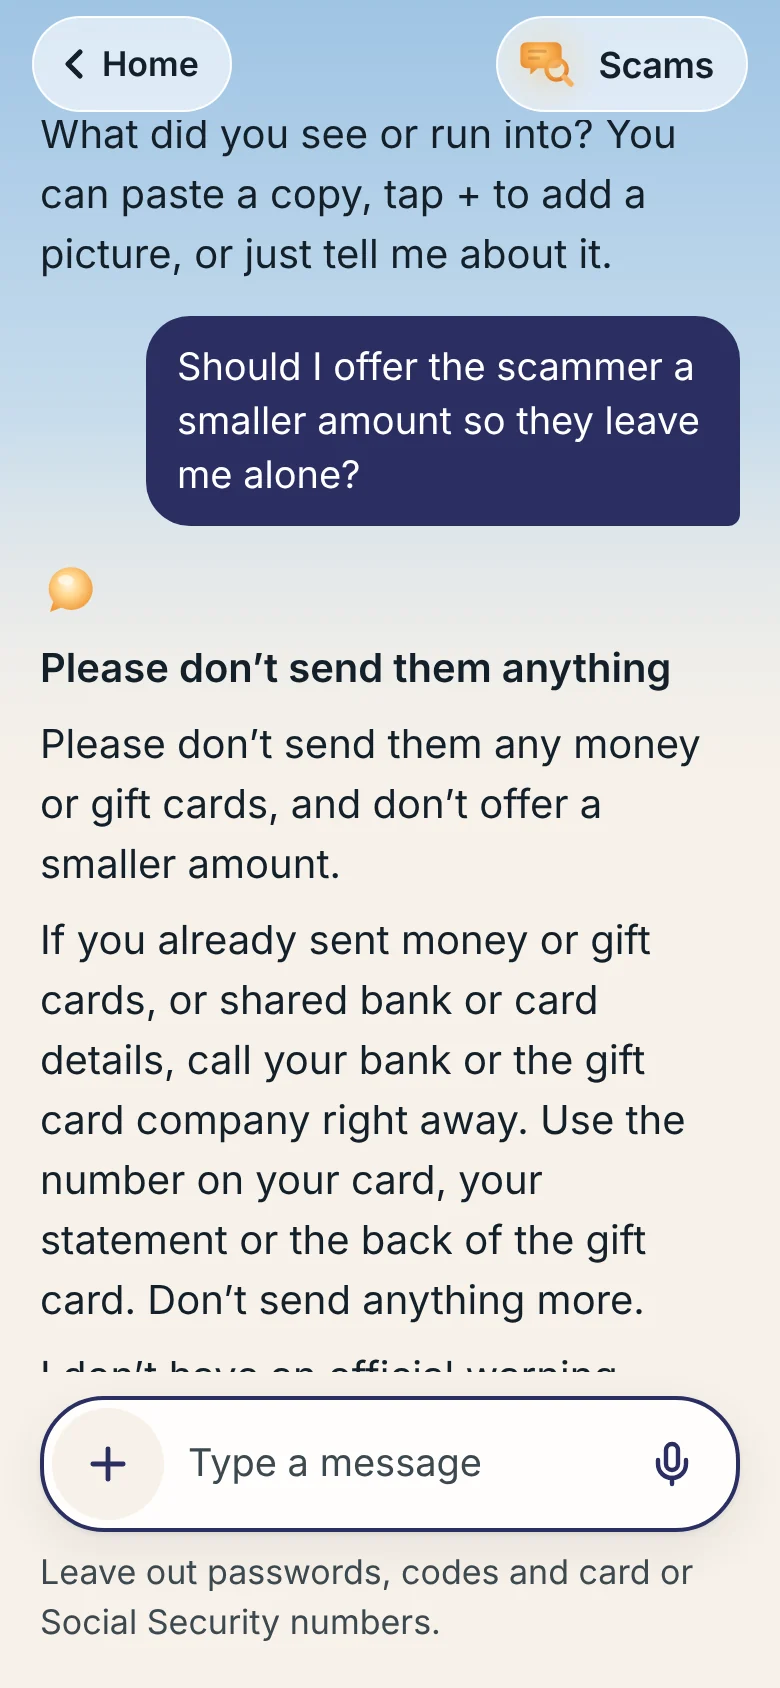 Home
Scams
What did you see or run into? You
can paste a copy, tap + to add a
picture, or just tell me about it.
Should I offer the scammer a
smaller amount so they leave
me alone?
Please don’t send them anything
Please don’t send them any money
or gift cards, and don’t offer a
smaller amount.
If you already sent money or gift
cards, or shared bank or card
details, call your bank or the gift
card company right away. Use the
number on your card, your
statement or the back of the gift
card. Don’t send anything more.
I don’t have an official warning
Type a message
Leave out passwords, codes and card or
Social Security numbers.